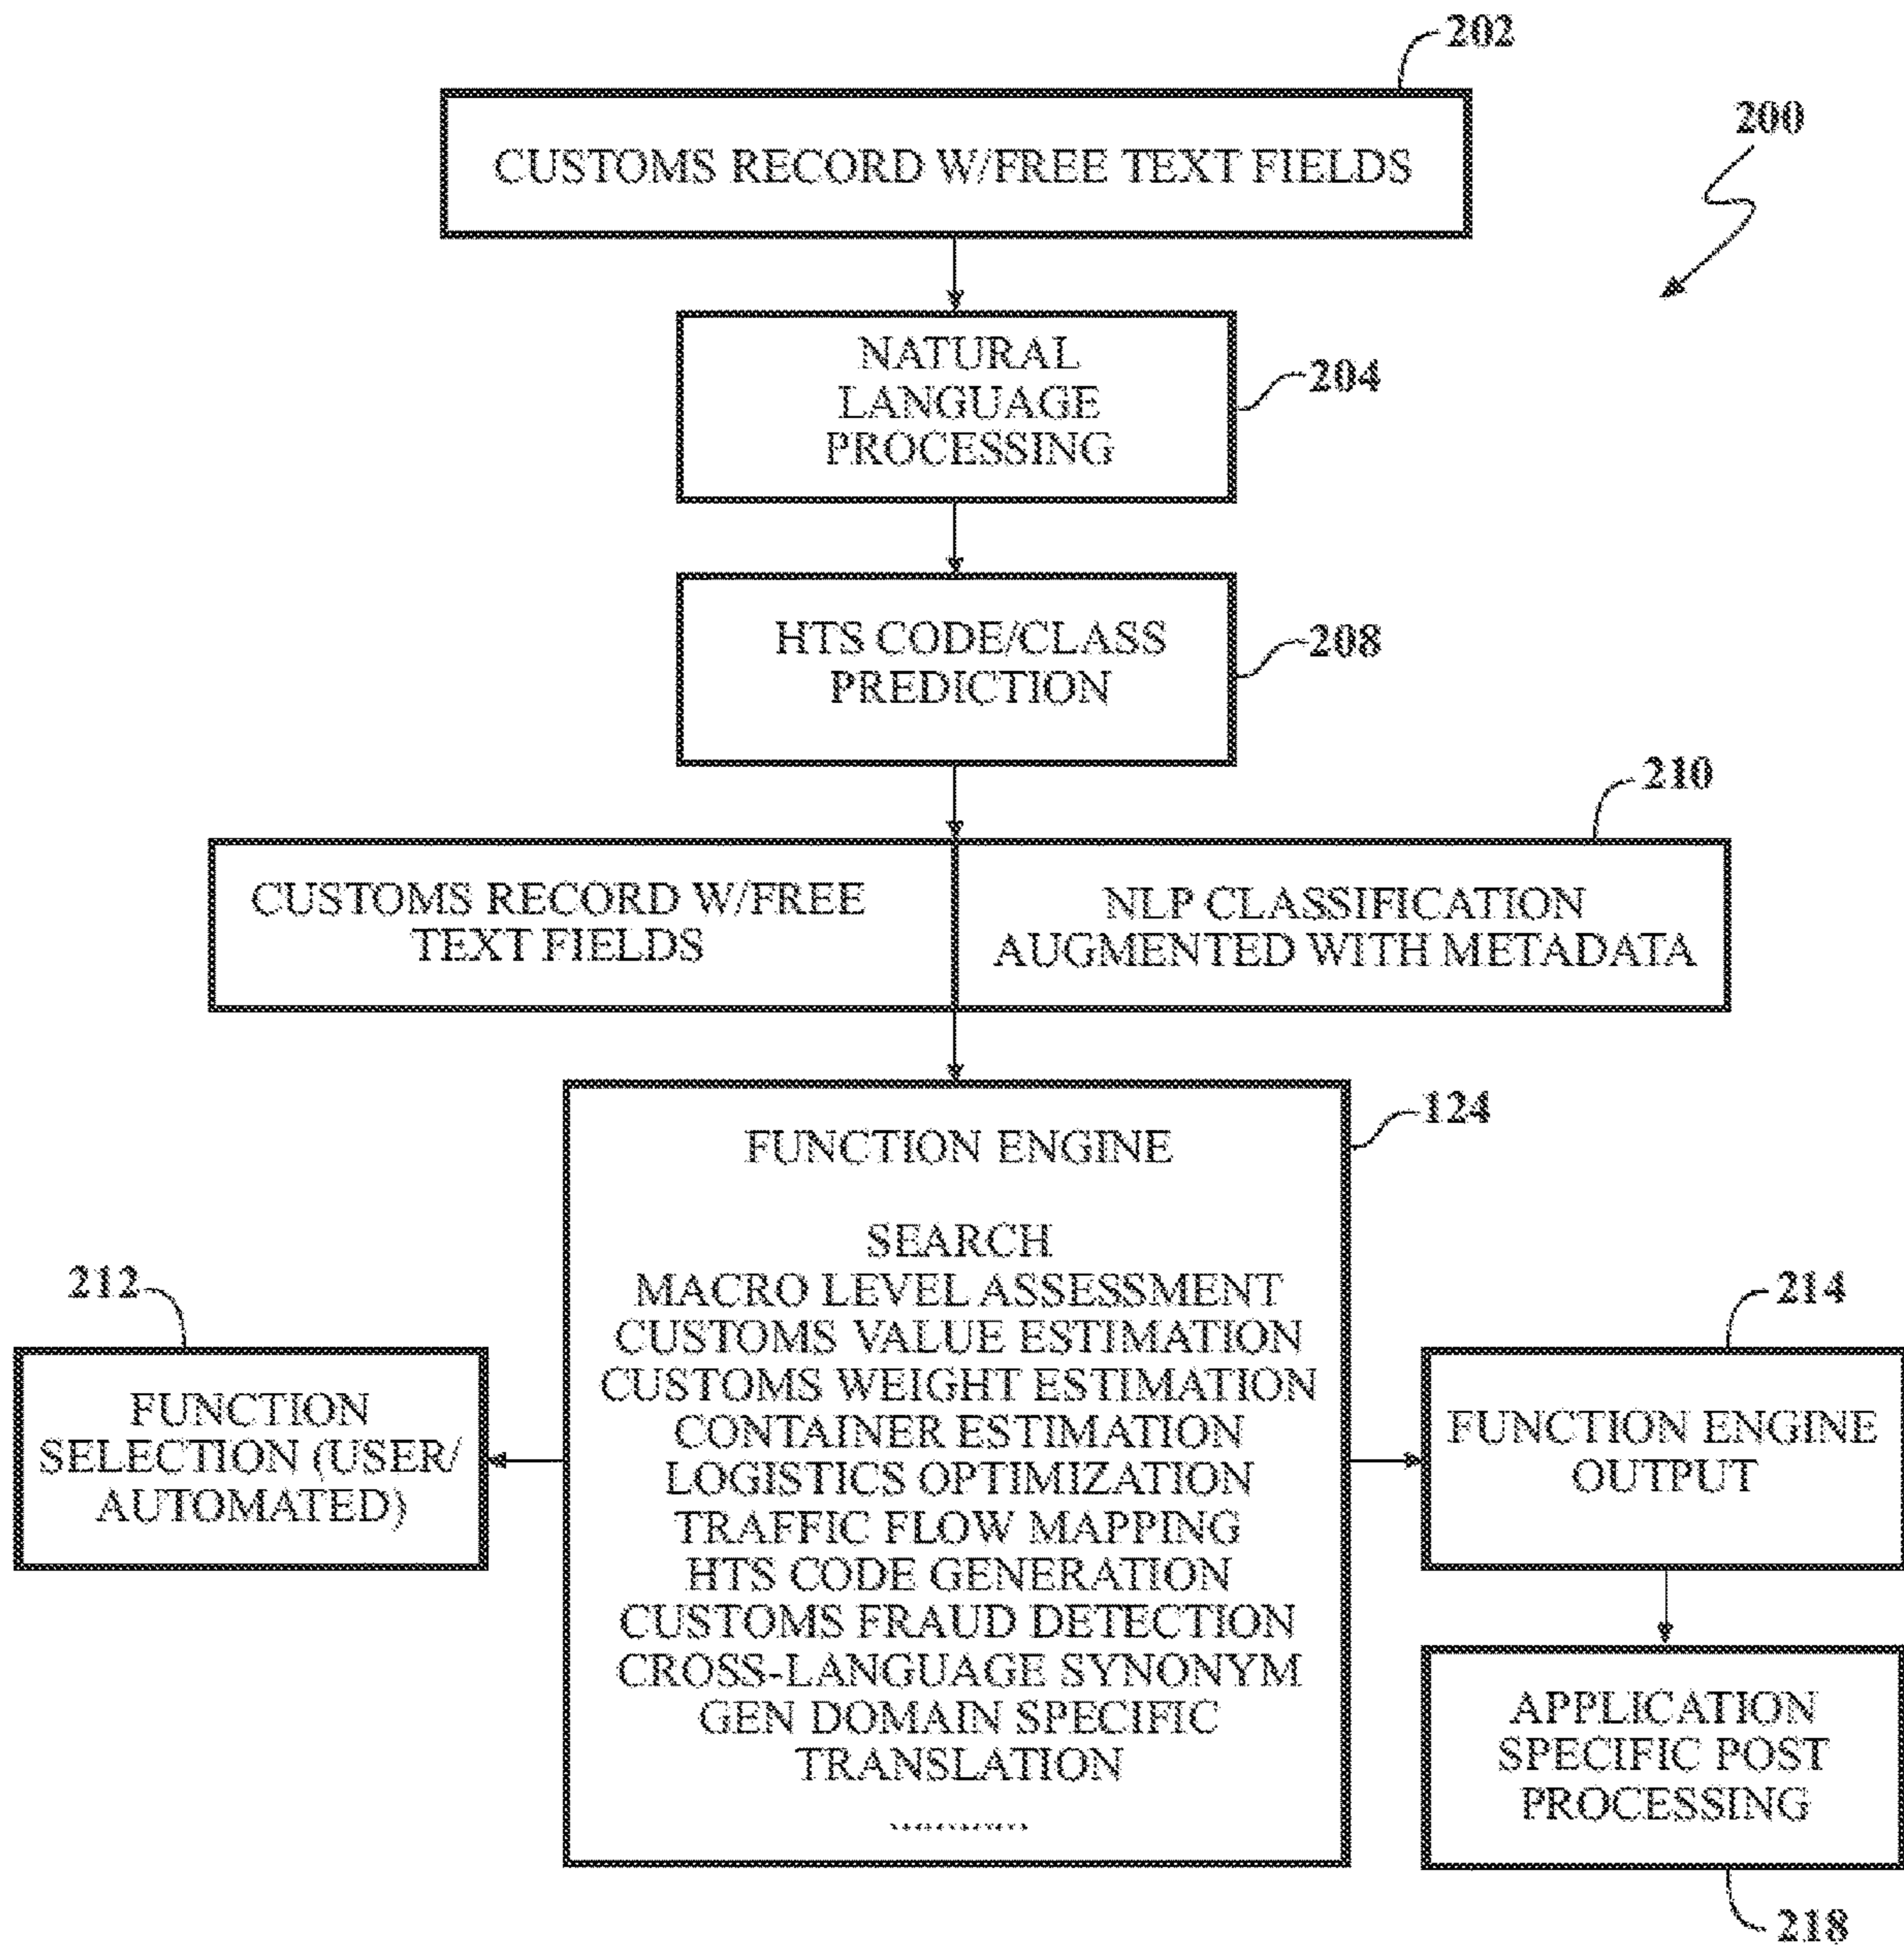 202
200
CUSTOMS RECORD W/FREE TEXT FIELDS
NATURAL
LANGUAGE
PROCESSING
204
HTS CODE/CLASS
PREDICTION
208
210
CUSTOMS RECORD W/FREE
TEXT FIELDS
NLP CLASSIFICATION
AUGMENTED WITH METADATA
124
FUNCTION ENGINE
SEARCH
MACRO LEVEL ASSESSMENT
CUSTOMS VALUE ESTIMATION
CUSTOMS WEIGHT ESTIMATION
CONTAINER ESTIMATION
LOGISTICS OPTIMIZATION
TRAFFIC FLOW MAPPING
HTS CODE GENERATION
CUSTOMS FRAUD DETECTION
CROSS-LANGUAGE SYNONYM
GEN DOMAIN SPECIFIC
TRANSLATION
...........
212
FUNCTION
SELECTION (USER/
AUTOMATED)
214
FUNCTION ENGINE
OUTPUT
APPLICATION
SPECIFIC POST
PROCESSING
218